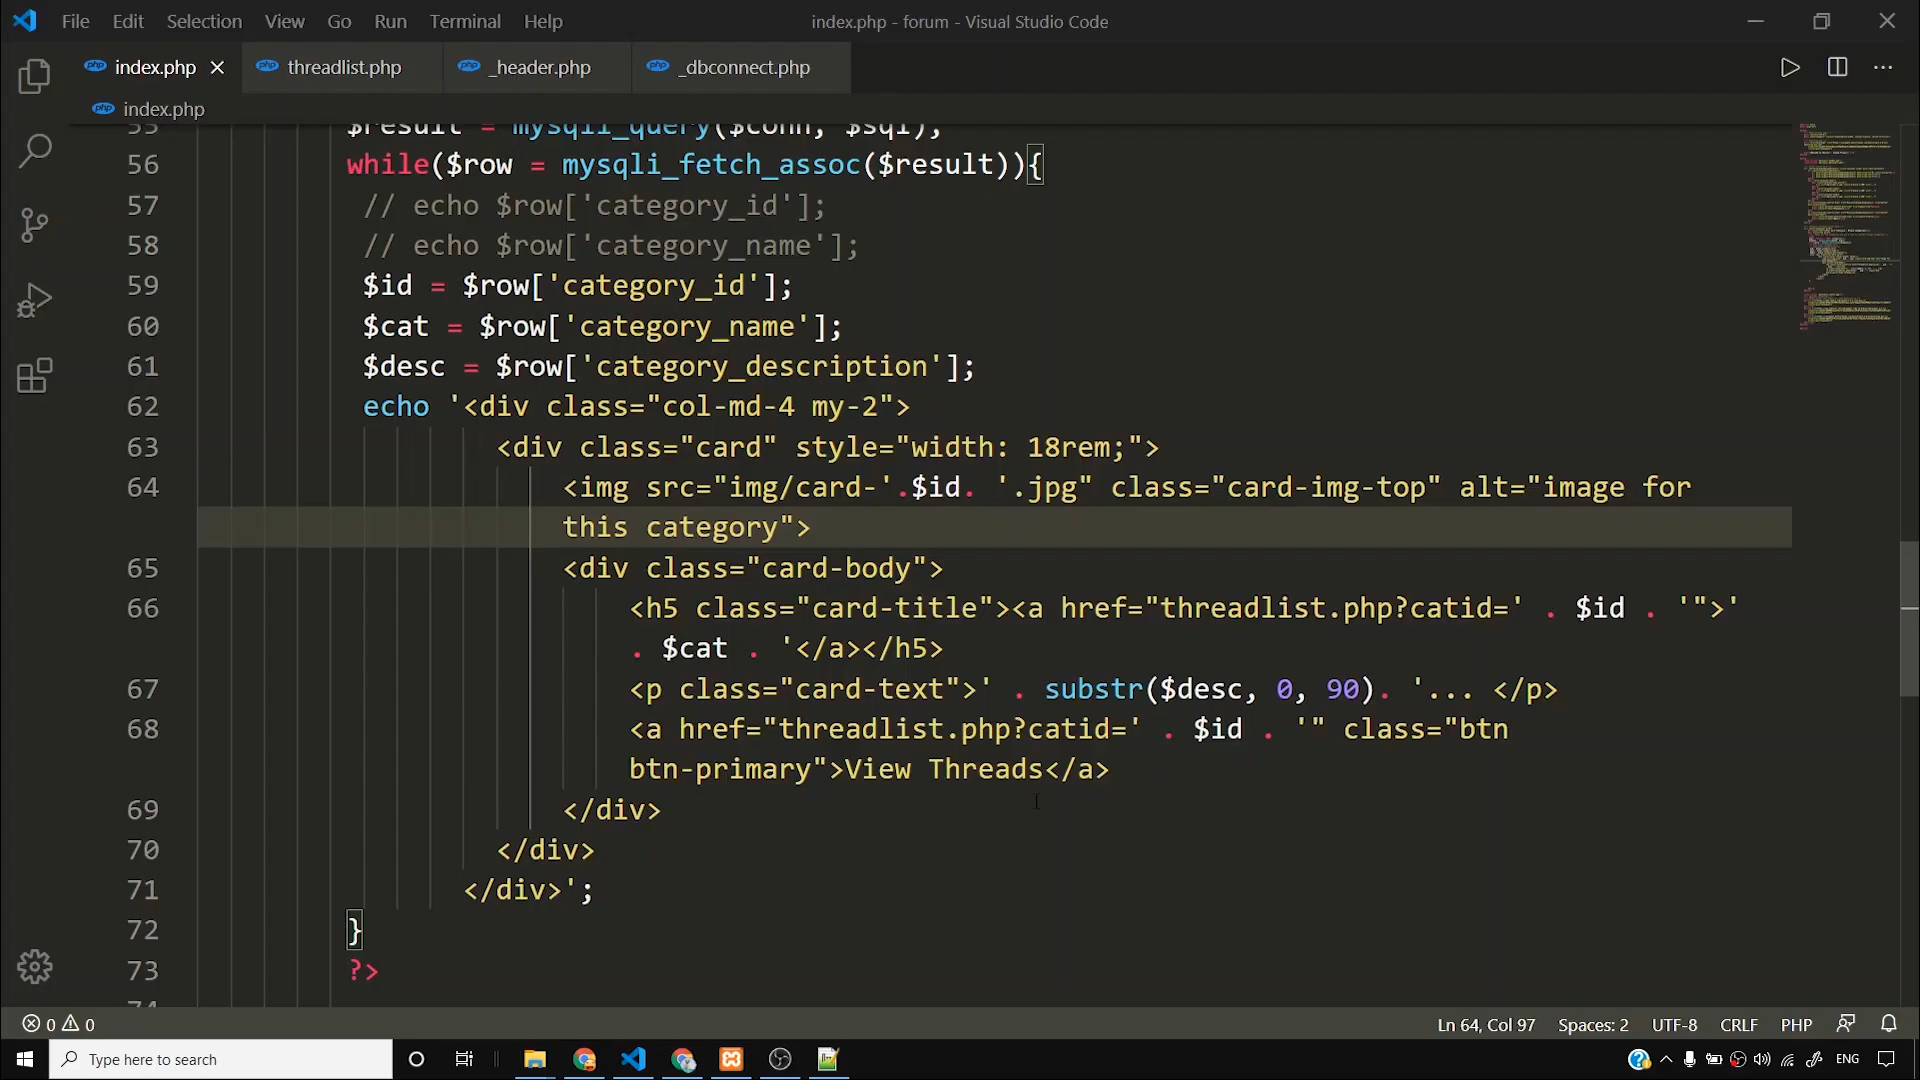 File Edit Selection View Go Run Terminal Help
index.php - forum - Visual Studio Code
index.php threadlist.php _header.php _dbconnect.php
index.php
55 $result = mysqli_query($conn, $sql);
56 while($row = mysqli_fetch_assoc($result)){
57 // echo $row['category_id'];
58 // echo $row['category_name'];
59 $id = $row['category_id'];
60 $cat = $row['category_name'];
61 $desc = $row['category_description'];
62 echo '<div class="col-md-4 my-2">
63 <div class="card" style="width: 18rem;">
64 <img src="img/card-'.$id. '.jpg" class="card-img-top" alt="image for
this category">
65 <div class="card-body">
66 <h5 class="card-title"><a href="threadlist.php?catid=' . $id . '">'
. $cat . '</a></h5>
67 <p class="card-text">' . substr($desc, 0, 90). '... </p>
68 <a href="threadlist.php?catid=' . $id . '" class="btn
btn-primary">View Threads</a>
69 </div>
70 </div>
71 </div>';
72 }
73 ?>
74
0 0
Ln 64, Col 97 Spaces: 2 UTF-8 CRLF PHP
Type here to search
ENG